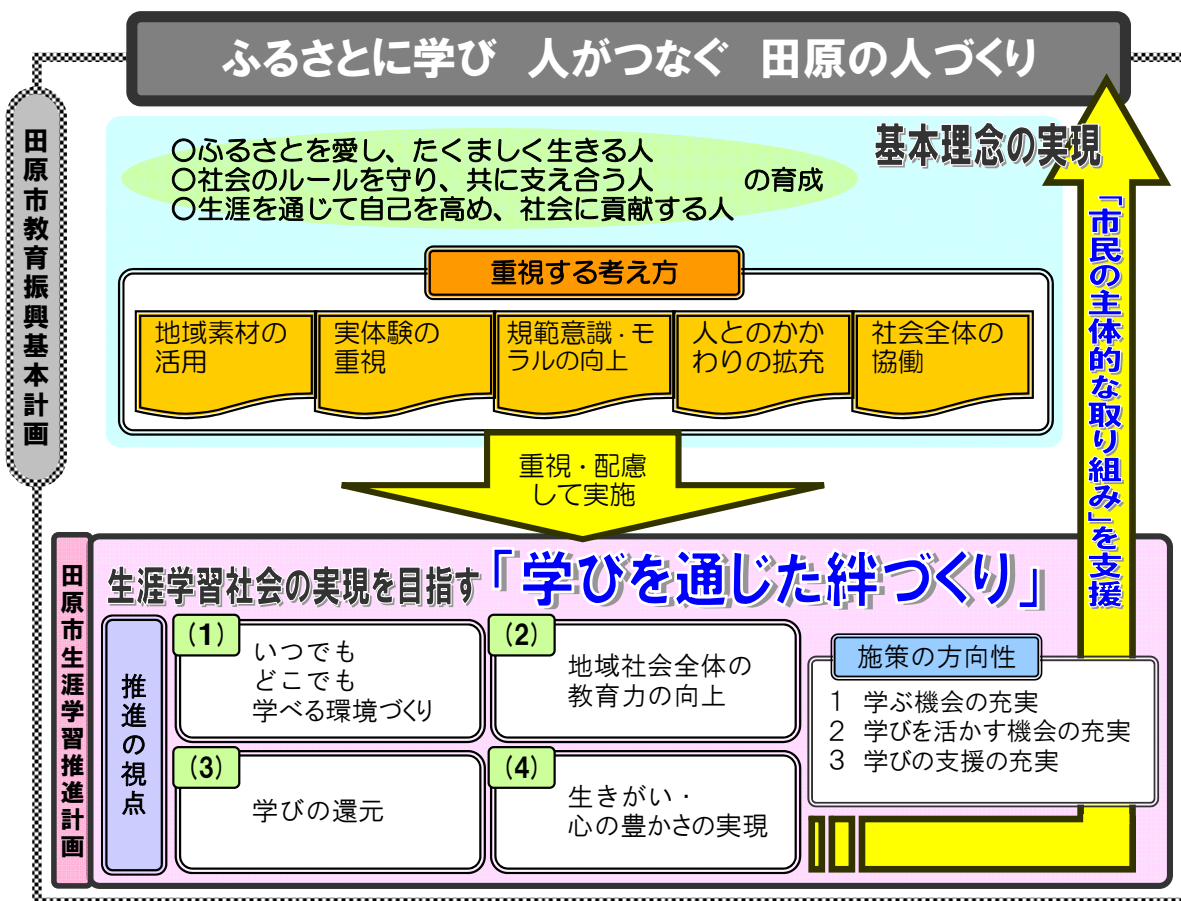 ふるさとに学び 人がつなぐ 田原の人づくり
田原市教育振興基本計画
基本理念の実現
〇ふるさとを愛し、たくましく生きる人
〇社会のルールを守り、共に支え合う人 の育成
〇生涯を通じて自己を高め、社会に貢献する人
重視する考え方
地域素材の
活用
実体験の
重視
規範意識・モ
ラルの向上
人とのかか
わりの拡充
社会全体の
協働
「市民の主体的な取り組み」を支援
重視・配慮
して実施
田原市生涯学習推進計画
生涯学習社会の実現を目指す「学びを通じた絆づくり」
推進の視点
(1)
いつでも
どこでも
学べる環境づくり
(2)
地域社会全体の
教育力の向上
(3)
学びの還元
(4)
生きがい・
心の豊かさの実現
施策の方向性
1 学ぶ機会の充実
2 学びを活かす機会の充実
3 学びの支援の充実